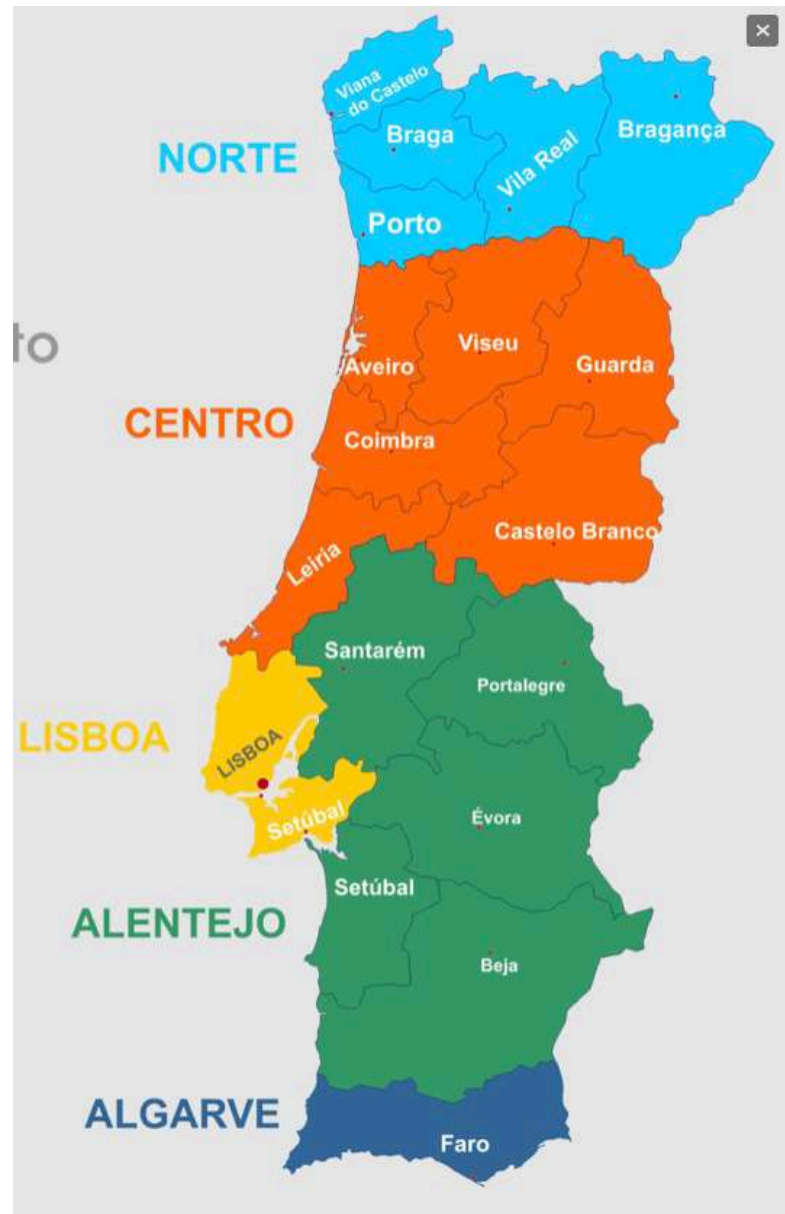 Viana
do Castelo
Braga
Vila Real
Bragança
NORTE
Porto
to
Viseu
Aveiro
Guarda
CENTRO
Coimbra
Castelo Branco
Leiria
Santarém
Portalegre
LISBOA
LISBOA
Setúbal
Évora
Setúbal
ALENTEJO
Beja
ALGARVE
Faro